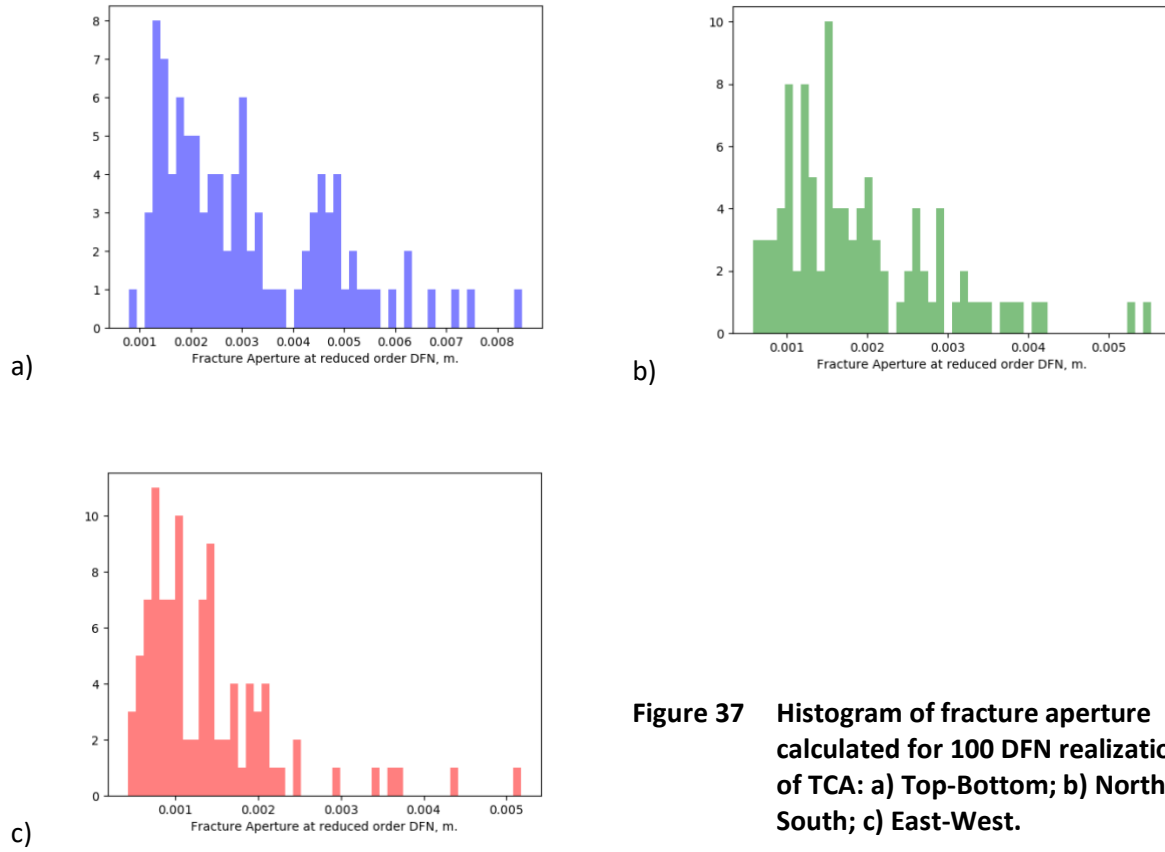 8
7
6
5
4
3
2
1
0
0.001 0.002 0.003 0.004 0.005 0.006 0.007 0.008
Fracture Aperture at reduced order DFN, m.
a)
10
8
6
4
2
0
0.001 0.002 0.003 0.004 0.005
Fracture Aperture at reduced order DFN, m.
b)
10
8
6
4
2
0
0.001 0.002 0.003 0.004 0.005
Fracture Aperture at reduced order DFN, m.
c)
Figure 37 Histogram of fracture aperture
calculated for 100 DFN realizatio
of TCA: a) Top-Bottom; b) North
South; c) East-West.